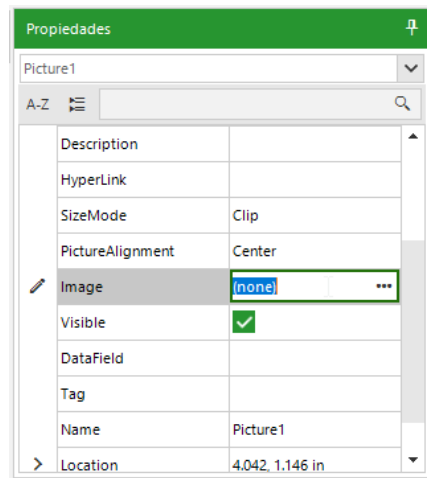 Propiedades
Picture1
A-Z
Description
HyperLink
SizeMode Clip
PictureAlignment Center
Image (none) •••
Visible
DataField
Tag
Name Picture1
Location 4.042, 1.146 in